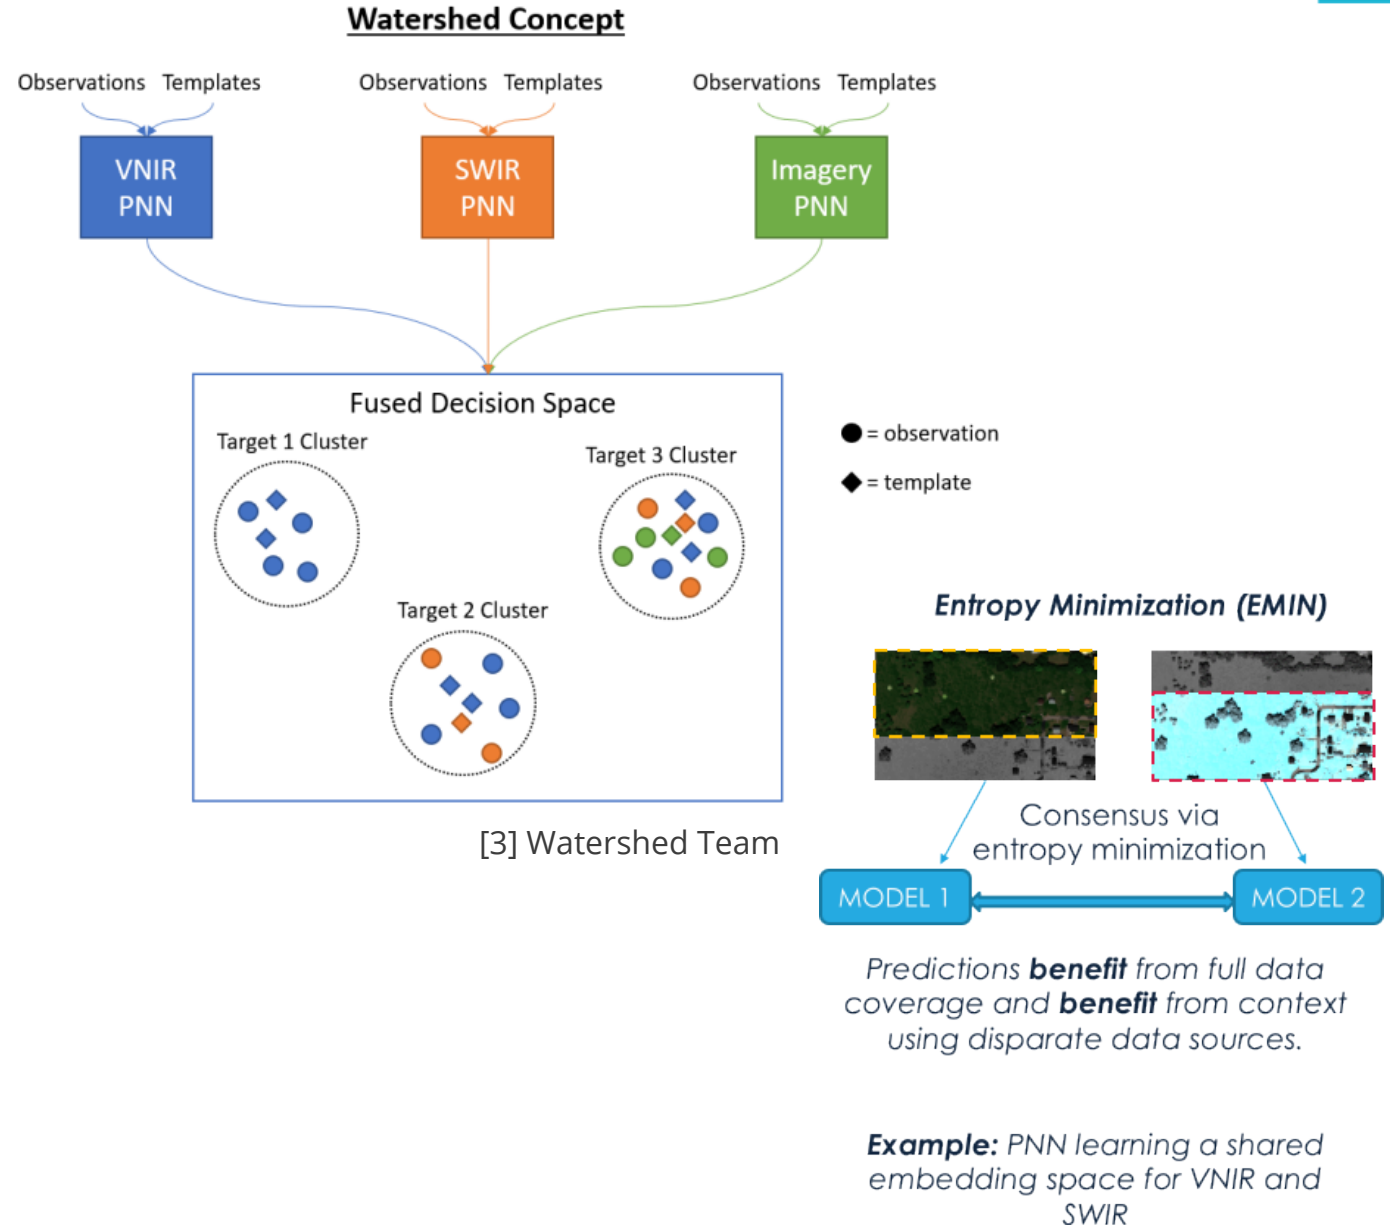 Watershed Concept
Observations Templates
Observations Templates
Observations Templates
VNIR
PNN
SWIR
PNN
Imagery
PNN
Fused Decision Space
Target 1 Cluster
Target 3 Cluster
Target 2 Cluster
= observation
= template
[3] Watershed Team
Entropy Minimization (EMIN)
Consensus via
entropy minimization
MODEL 1
MODEL 2
Predictions benefit from full data
coverage and benefit from context
using disparate data sources.
Example: PNN learning a shared
embedding space for VNIR and
SWIR